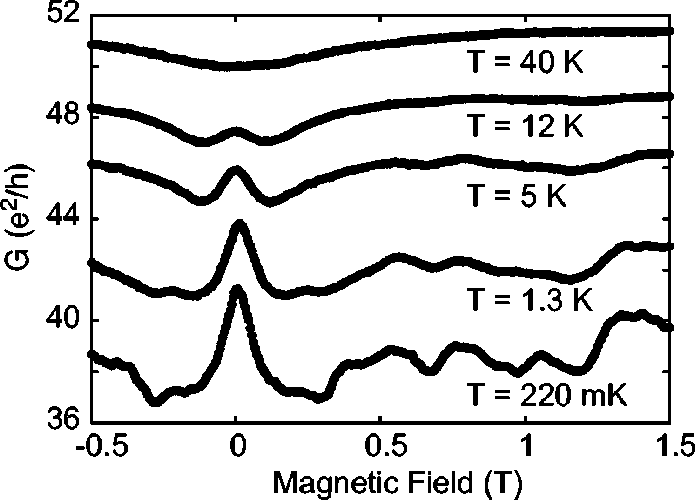 52
48
44
40
36
G (e²/h)
T = 40 K
T = 12 K
T = 5 K
T = 1.3 K
T = 220 mK
-0.5 0 0.5 1 1.5
Magnetic Field (T)